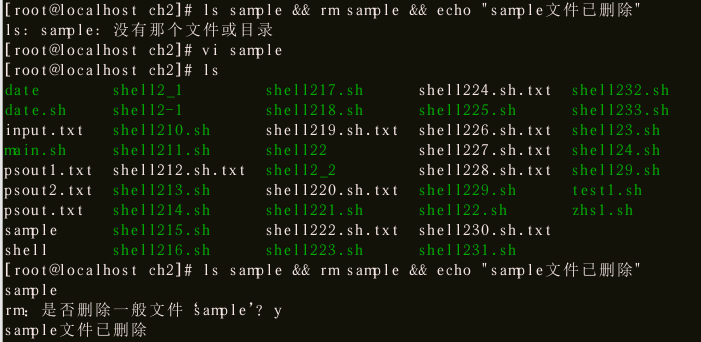 [root@localhost ch2]# ls sample && rm sample && echo "sample文件已删除"
ls: sample: 没有那个文件或目录
[root@localhost ch2]# vi sample
[root@localhost ch2]# ls
date shell2_1 shell217.sh shell224.sh.txt shell232.sh
date.sh shell2-1 shell218.sh shell225.sh shell233.sh
input.txt shell210.sh shell219.sh.txt shell226.sh.txt shell23.sh
main.sh shell211.sh shell22 shell227.sh.txt shell24.sh
psout1.txt shell212.sh.txt shell2_2 shell228.sh.txt shell29.sh
psout2.txt shell213.sh shell220.sh.txt shell229.sh test1.sh
psout.txt shell214.sh shell221.sh shell22.sh zhs1.sh
sample shell215.sh shell222.sh.txt shell230.sh.txt
shell shell216.sh shell223.sh shell231.sh
[root@localhost ch2]# ls sample && rm sample && echo "sample文件已删除"
sample
rm：是否删除一般文件 ‘sample’? y
sample文件已删除